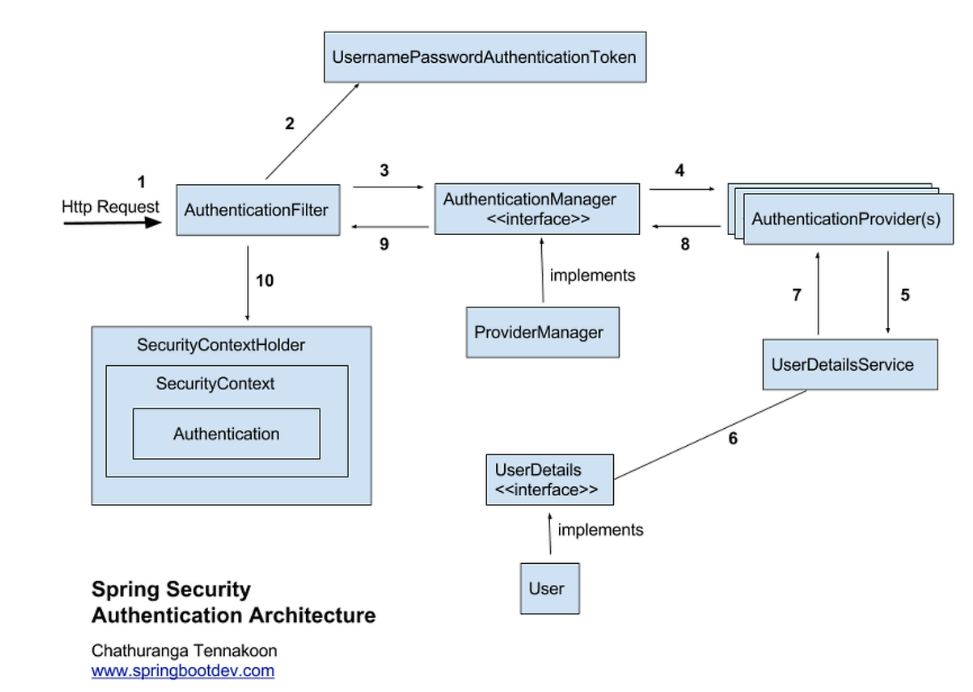 UsernamePasswordAuthenticationToken
2
1
Http Request
AuthenticationFilter
3
9
AuthenticationManager
<<interface>>
4
8
AuthenticationProvider(s)
10
implements
ProviderManager
7
5
UserDetailsService
SecurityContextHolder
SecurityContext
Authentication
6
UserDetails
<<interface>>
implements
User
Spring Security
Authentication Architecture
Chathuranga Tennakoon
www.springbootdev.com